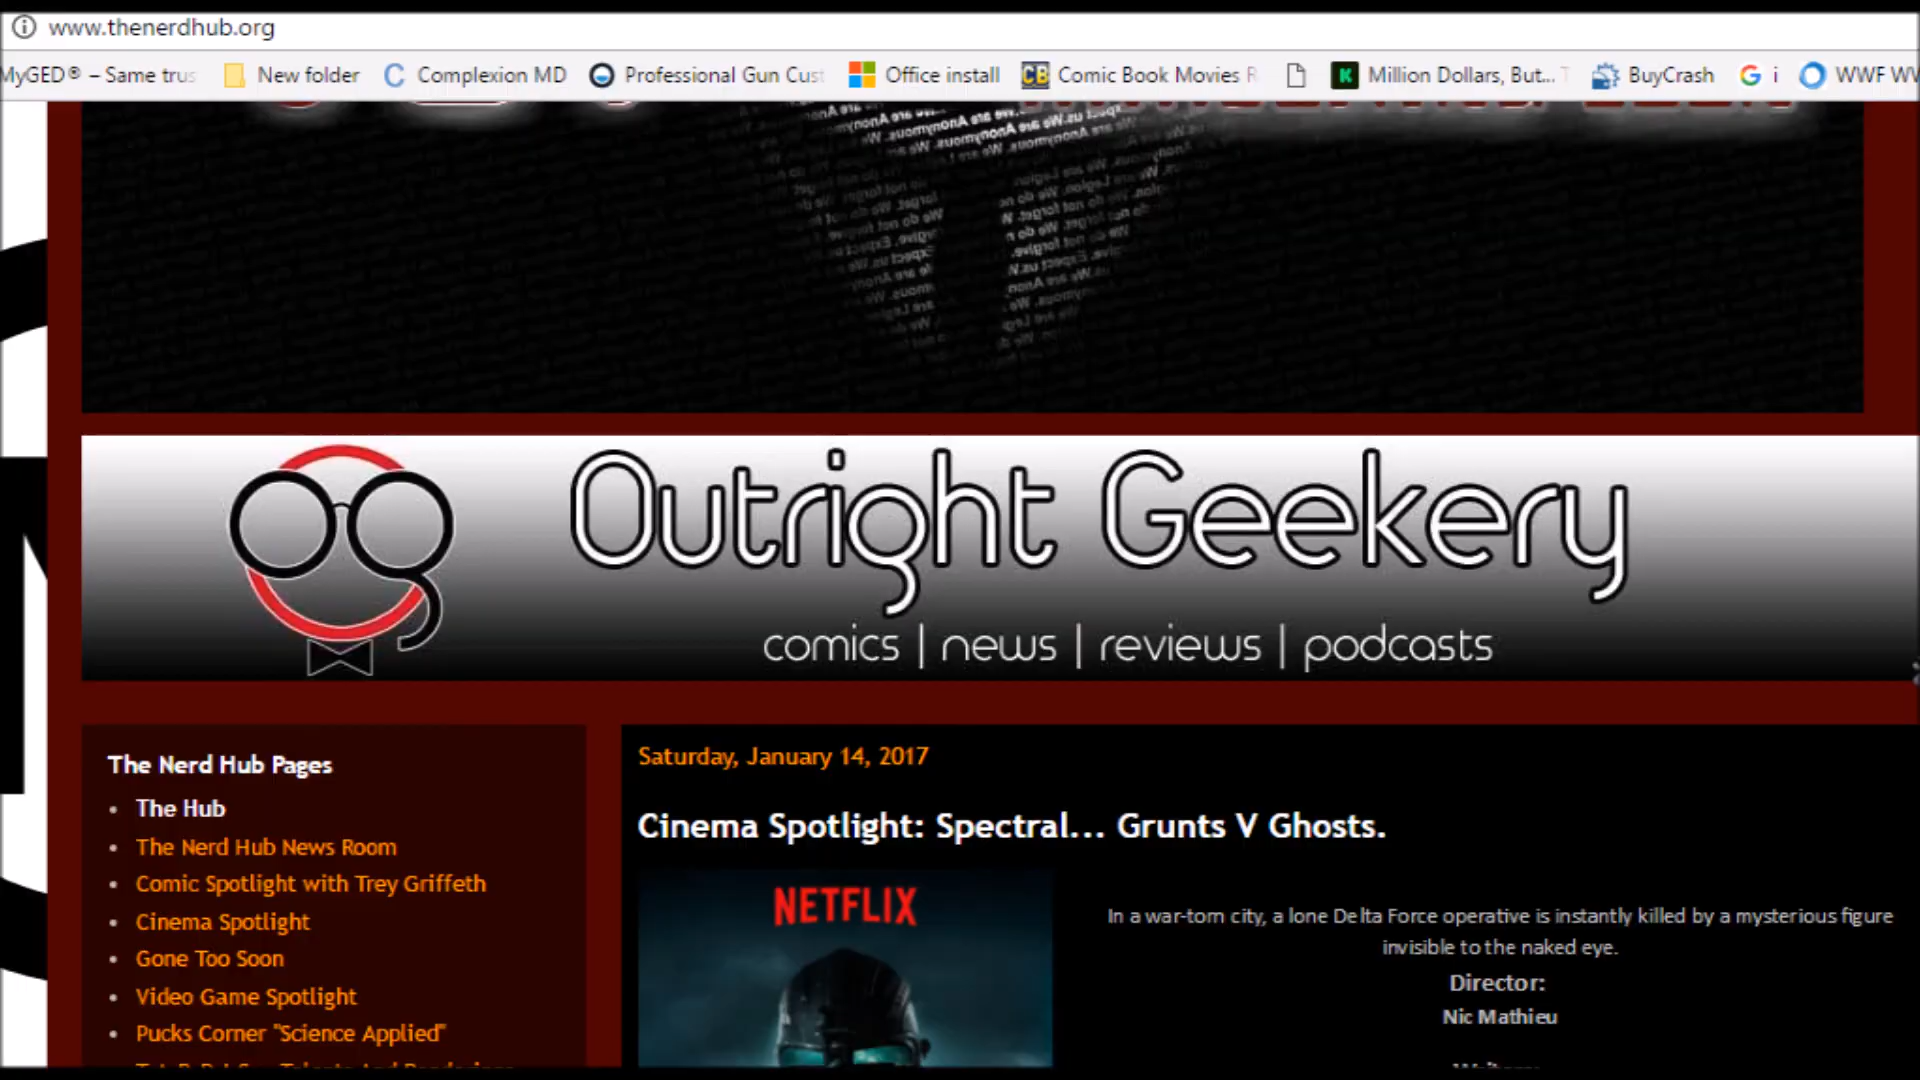 www.thenerdhub.org
MyGED® – Same trus
New folder
Complexion MD
Professional Gun Cust
Office install
Comic Book Movies R
Million Dollars, But... T
BuyCrash
i
WWF WW
Outright Geekery
comics | news | reviews | podcasts
The Nerd Hub Pages
The Hub
The Nerd Hub News Room
Comic Spotlight with Trey Griffeth
Cinema Spotlight
Gone Too Soon
Video Game Spotlight
Pucks Corner "Science Applied"
Saturday, January 14, 2017
Cinema Spotlight: Spectral... Grunts V Ghosts.
NETFLIX
In a war-torn city, a lone Delta Force operative is instantly killed by a mysterious figure
invisible to the naked eye.
Director:
Nic Mathieu